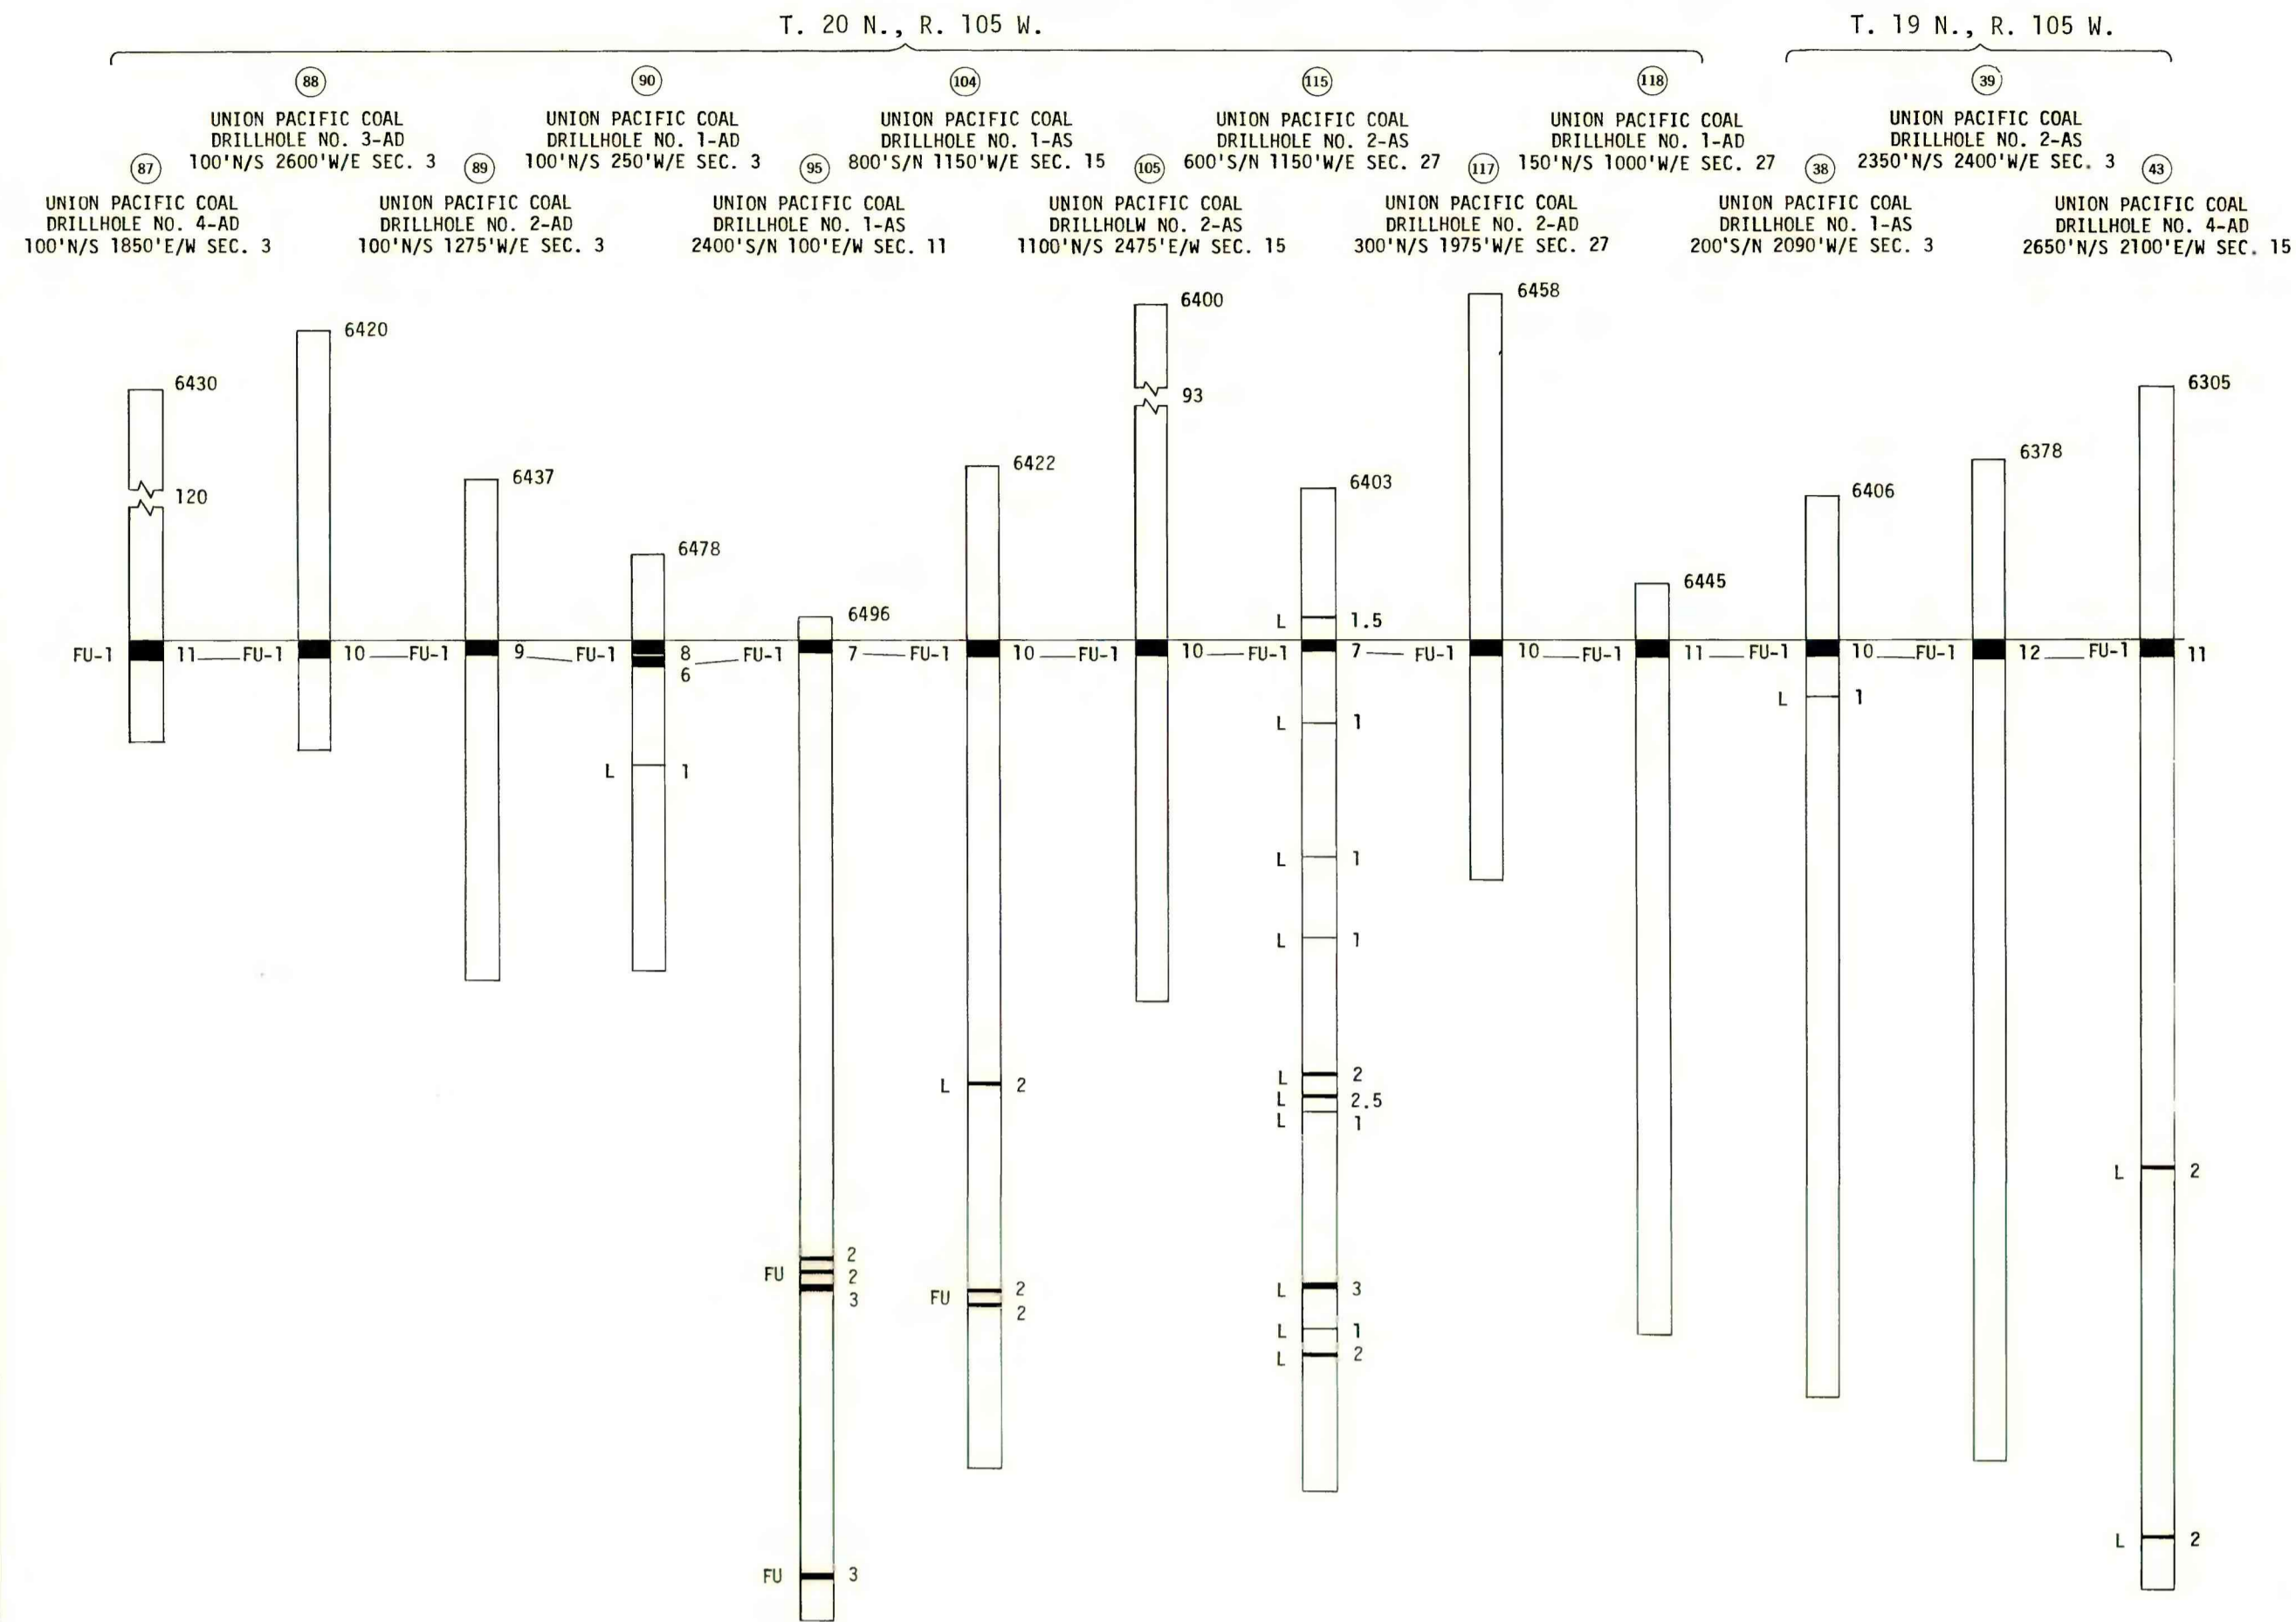 T. 20 N., R. 105 W.
T. 19 N., R. 105 W.
88
UNION PACIFIC COAL
DRILLHOLE NO. 3-AD
100'N/S 2600'W/E SEC. 3
90
UNION PACIFIC COAL
DRILLHOLE NO. 1-AD
100'N/S 250'W/E SEC. 3
104
UNION PACIFIC COAL
DRILLHOLE NO. 1-AS
800'S/N 1150'W/E SEC. 15
115
UNION PACIFIC COAL
DRILLHOLE NO. 2-AS
600'S/N 1150'W/E SEC. 27
118
UNION PACIFIC COAL
DRILLHOLE NO. 1-AD
150'N/S 1000'W/E SEC. 27
39
UNION PACIFIC COAL
DRILLHOLE NO. 2-AS
2350'N/S 2400'W/E SEC. 3
87
UNION PACIFIC COAL
DRILLHOLE NO. 4-AD
100'N/S 1850'E/W SEC. 3
89
UNION PACIFIC COAL
DRILLHOLE NO. 2-AD
100'N/S 1275'W/E SEC. 3
95
UNION PACIFIC COAL
DRILLHOLE NO. 1-AS
2400'S/N 100'E/W SEC. 11
105
UNION PACIFIC COAL
DRILLHOLW NO. 2-AS
1100'N/S 2475'E/W SEC. 15
117
UNION PACIFIC COAL
DRILLHOLE NO. 2-AD
300'N/S 1975'W/E SEC. 27
38
UNION PACIFIC COAL
DRILLHOLE NO. 1-AS
200'S/N 2090'W/E SEC. 3
43
UNION PACIFIC COAL
DRILLHOLE NO. 4-AD
2650'N/S 2100'E/W SEC. 15
6430
120
6420
6437
6478
6496
6422
6400
93
6403
6458
6445
6406
6378
6305
L 1.5
FU-1 11 FU-1 10 FU-1 9 FU-1 8 FU-1 7 FU-1 10 FU-1 10 FU-1 7 FU-1 10 FU-1 11 FU-1 10 FU-1 12 FU-1 11
6
L 1
L 1
L 1
L 1
L 1
L 2
L 2
L 2.5
L 1
L 2
FU 2
2
3
FU 2
2
L 3
L 1
L 2
L 2
FU 3